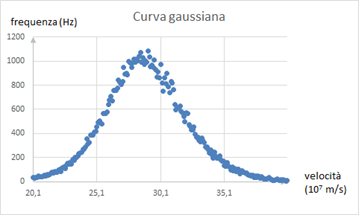 Curva gaussiana
frequenza (Hz)
1200
1000
800
600
400
200
0
20,1
25,1
30,1
35,1
velocità
(10⁷ m/s)